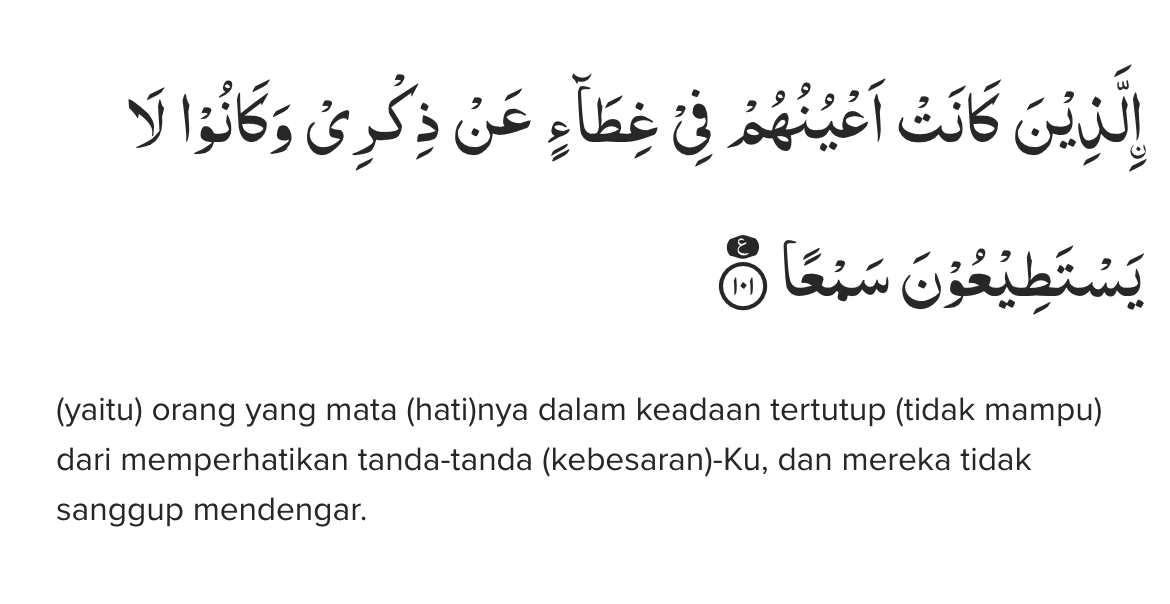 اۨلَّذِيْنَ كَانَتْ اَعْيُنُهُمْ فِيْ غِطَاۤءٍ عَنْ ذِكْرِيْ وَكَانُوْا لَا
يَسْتَطِيْعُوْنَ سَمْعًا ࣖ ١٠١
(yaitu) orang yang mata (hati)nya dalam keadaan tertutup (tidak mampu)
dari memperhatikan tanda-tanda (kebesaran)-Ku, dan mereka tidak
sanggup mendengar.